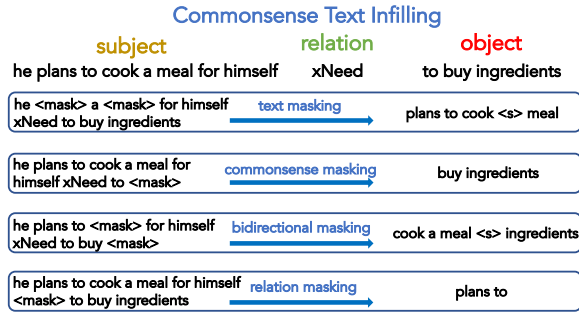 Commonsense Text Infilling
subject relation object
he plans to cook a meal for himself xNeed to buy ingredients
he <mask> a <mask> for himself
xNeed to buy ingredients
text masking
plans to cook <s> meal
he plans to cook a meal for
himself xNeed to <mask>
commonsense masking
buy ingredients
he plans to <mask> for himself
xNeed to buy <mask>
bidirectional masking
cook a meal <s> ingredients
he plans to cook a meal for himself
<mask> to buy ingredients
relation masking
plans to